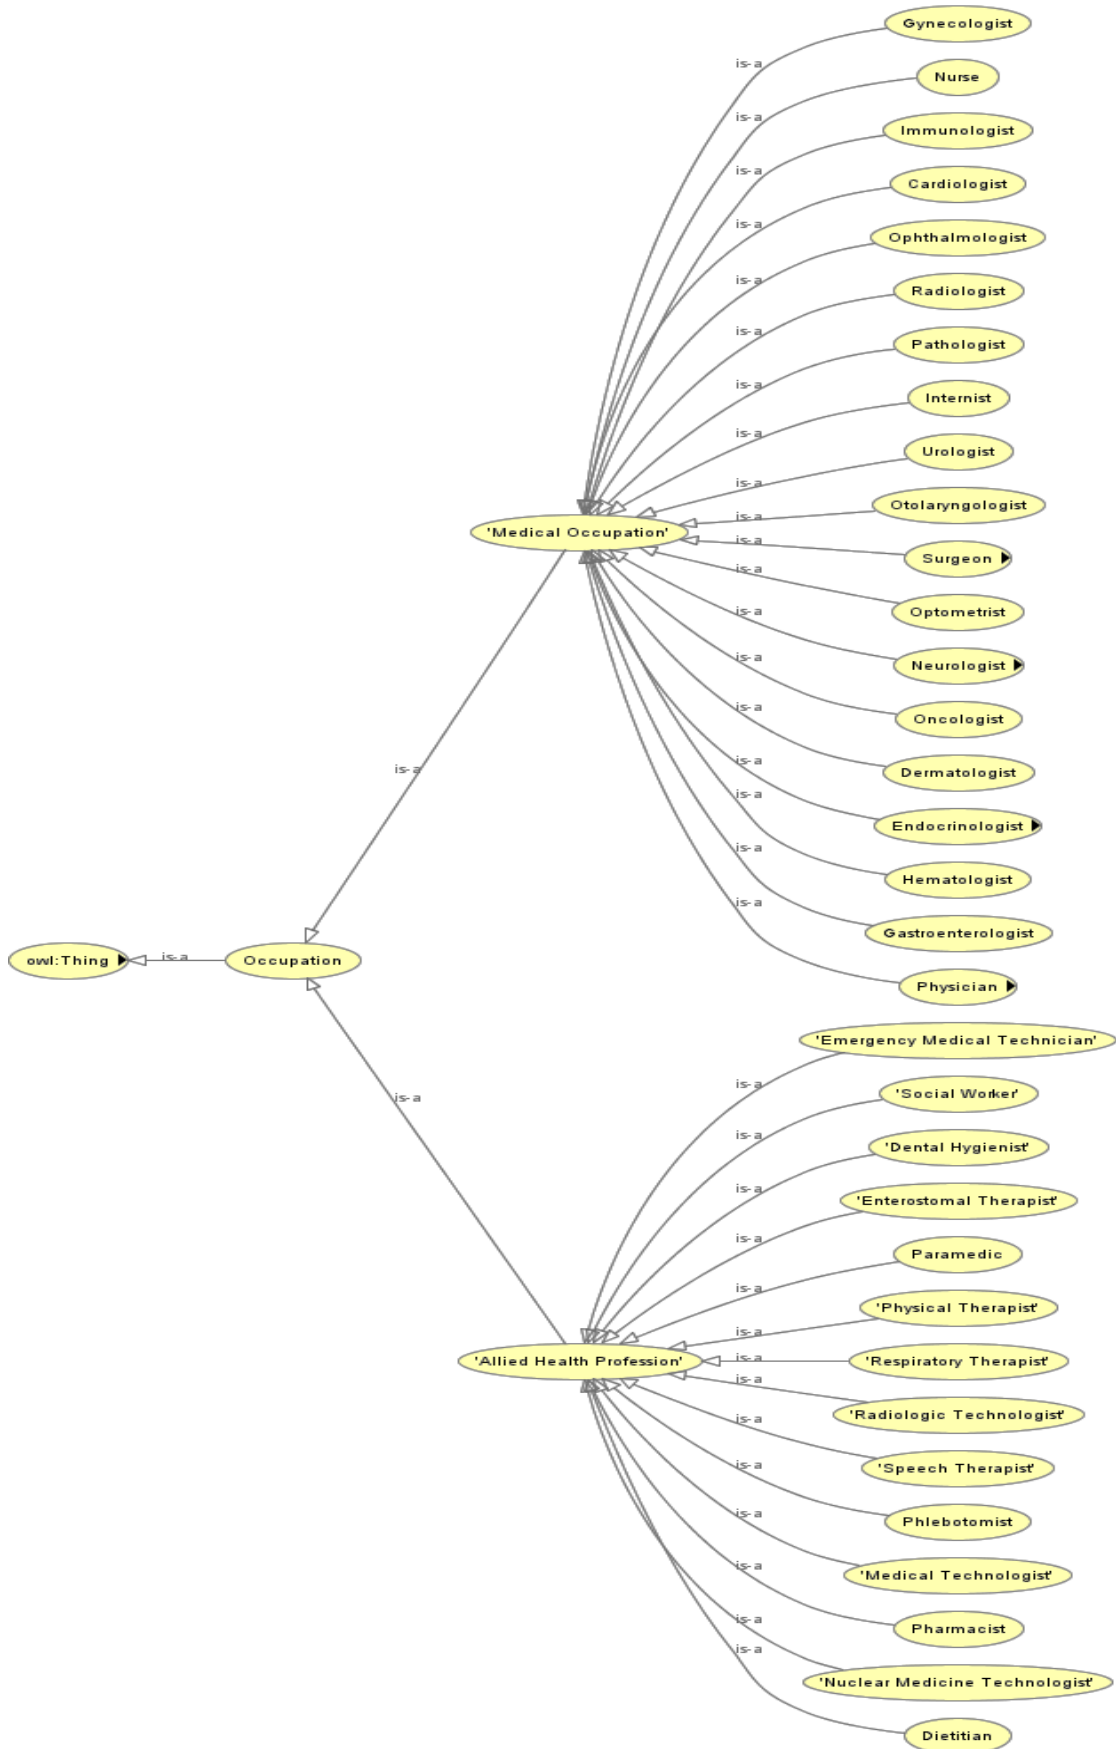 Gynecologist
is-a
Nurse
is-a
Immunologist
is-a
Cardiologist
is-a
Ophthalmologist
is-a
Radiologist
is-a
Pathologist
is-a
Internist
is-a
Urologist
is-a
Otolaryngologist
is-a
'Medical Occupation'
is-a
Surgeon
is-a
Optometrist
is-a
Neurologist
is-a
Oncologist
is-a
Dermatologist
is-a
is-a
Endocrinologist
is-a
Hematologist
is-a
Gastroenterologist
is-a
owl:Thing
is-a
Occupation
Physician
'Emergency Medical Technician'
is-a
'Social Worker'
is-a
is-a
'Dental Hygienist'
is-a
'Enterostomal Therapist'
is-a
Paramedic
is-a
'Physical Therapist'
is-a
'Allied Health Profession'
is-a
'Respiratory Therapist'
is-a
'Radiologic Technologist'
is-a
'Speech Therapist'
is-a
Phlebotomist
is-a
'Medical Technologist'
is-a
Pharmacist
is-a
'Nuclear Medicine Technologist'
is-a
Dietitian